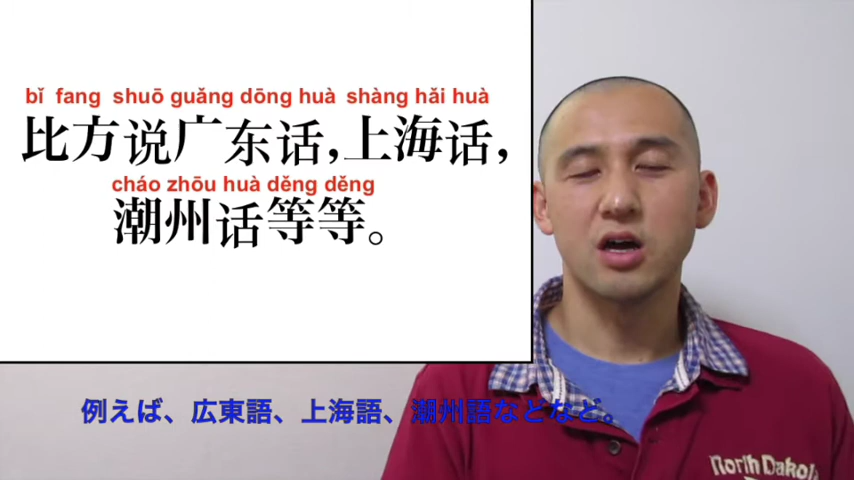 bǐ fang shuō guǎng dōng huà shàng hǎi huà
比方说广东话,上海话,
cháo zhōu huà děng děng
潮州话等等。
例えば、広東語、上海語、潮州語などなど。
North Dakota